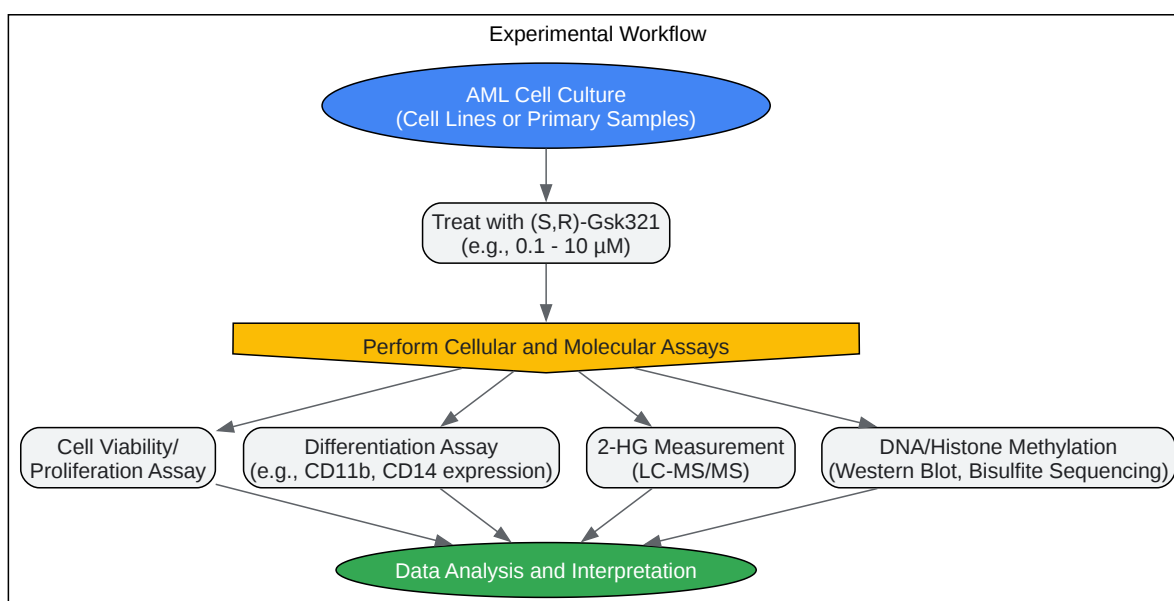 Experimental Workflow
AML Cell Culture
(Cell Lines or Primary Samples)
Treat with (S,R)-Gsk321
(e.g., 0.1 - 10 µM)
Perform Cellular and Molecular Assays
Cell Viability/
Proliferation Assay
Differentiation Assay
(e.g., CD11b, CD14 expression)
2-HG Measurement
(LC-MS/MS)
DNA/Histone Methylation
(Western Blot, Bisulfite Sequencing)
Data Analysis and Interpretation